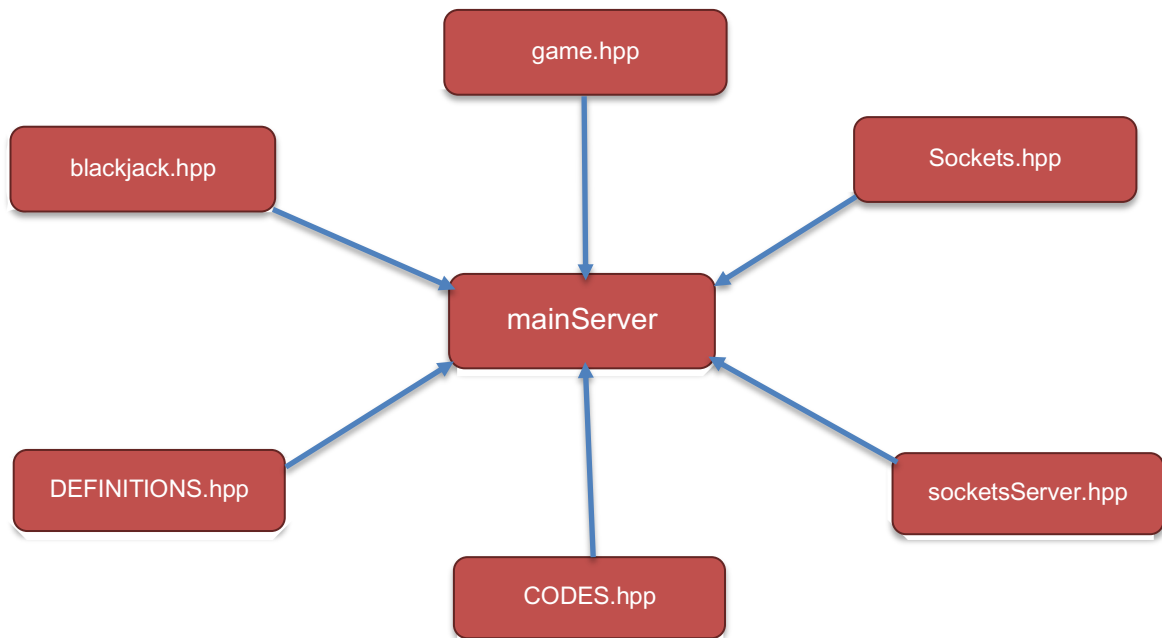 game.hpp
blackjack.hpp
Sockets.hpp
mainServer
DEFINITIONS.hpp
socketsServer.hpp
CODES.hpp